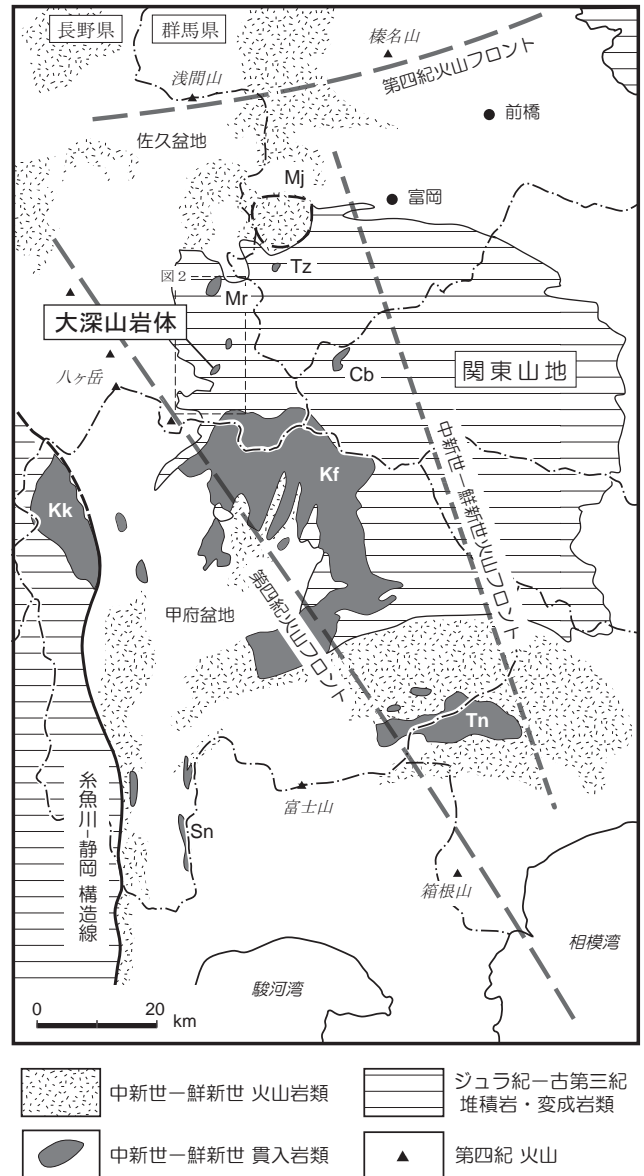 長野県
群馬県
榛名山
浅間山
第四紀火山フロント
前橋
佐久盆地
Mj
富岡
図2
Tz
Mr
大深山岩体
Cb
関東山地
八ヶ岳
中新世ー鮮新世火山フロント
Kf
Kk
甲府盆地
第四紀火山フロント
Tn
糸魚川-静岡 構造線
富士山
Sn
箱根山
相模湾
駿河湾
0 20
km
中新世ー鮮新世 火山岩類
ジュラ紀ー古第三紀
堆積岩・変成岩類
中新世ー鮮新世 貫入岩類
第四紀 火山